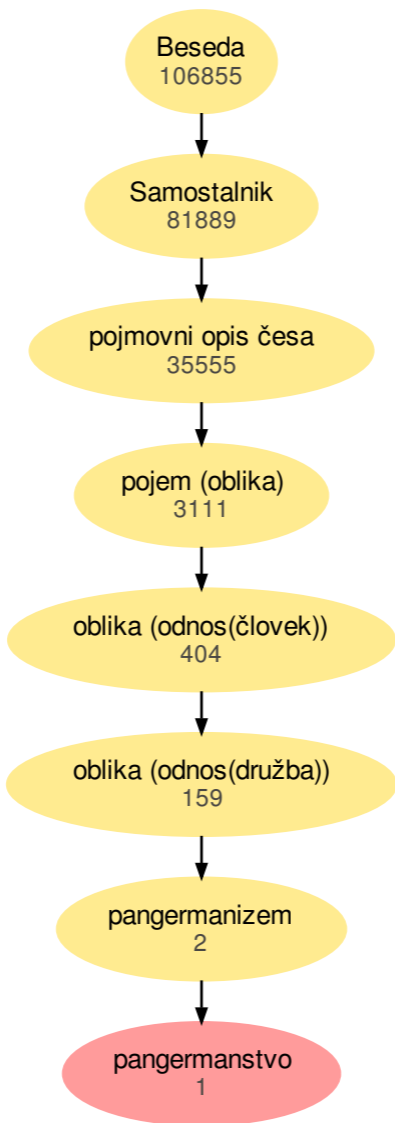 Beseda
106855
Samostalnik
81889
pojmovni opis česa
35555
pojem (oblika)
3111
oblika (odnos(človek))
404
oblika (odnos(družba))
159
pangermanizem
2
pangermanstvo
1